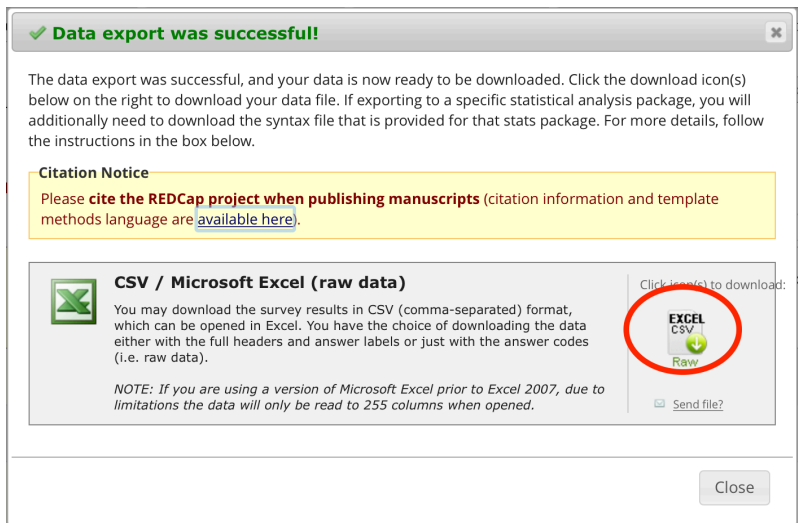 Data export was successful!
The data export was successful, and your data is now ready to be downloaded. Click the download icon(s)
below on the right to download your data file. If exporting to a specific statistical analysis package, you will
additionally need to download the syntax file that is provided for that stats package. For more details, follow
the instructions in the box below.
Citation Notice
Please cite the REDCap project when publishing manuscripts (citation information and template
methods language are available here).
CSV / Microsoft Excel (raw data)
You may download the survey results in CSV (comma-separated) format,
which can be opened in Excel. You have the choice of downloading the data
either with the full headers and answer labels or just with the answer codes
(i.e. raw data).
NOTE: If you are using a version of Microsoft Excel prior to Excel 2007, due to
limitations the data will only be read to 255 columns when opened.
Click icon(s) to download:
EXCEL
CSV
Raw
Send file?
Close